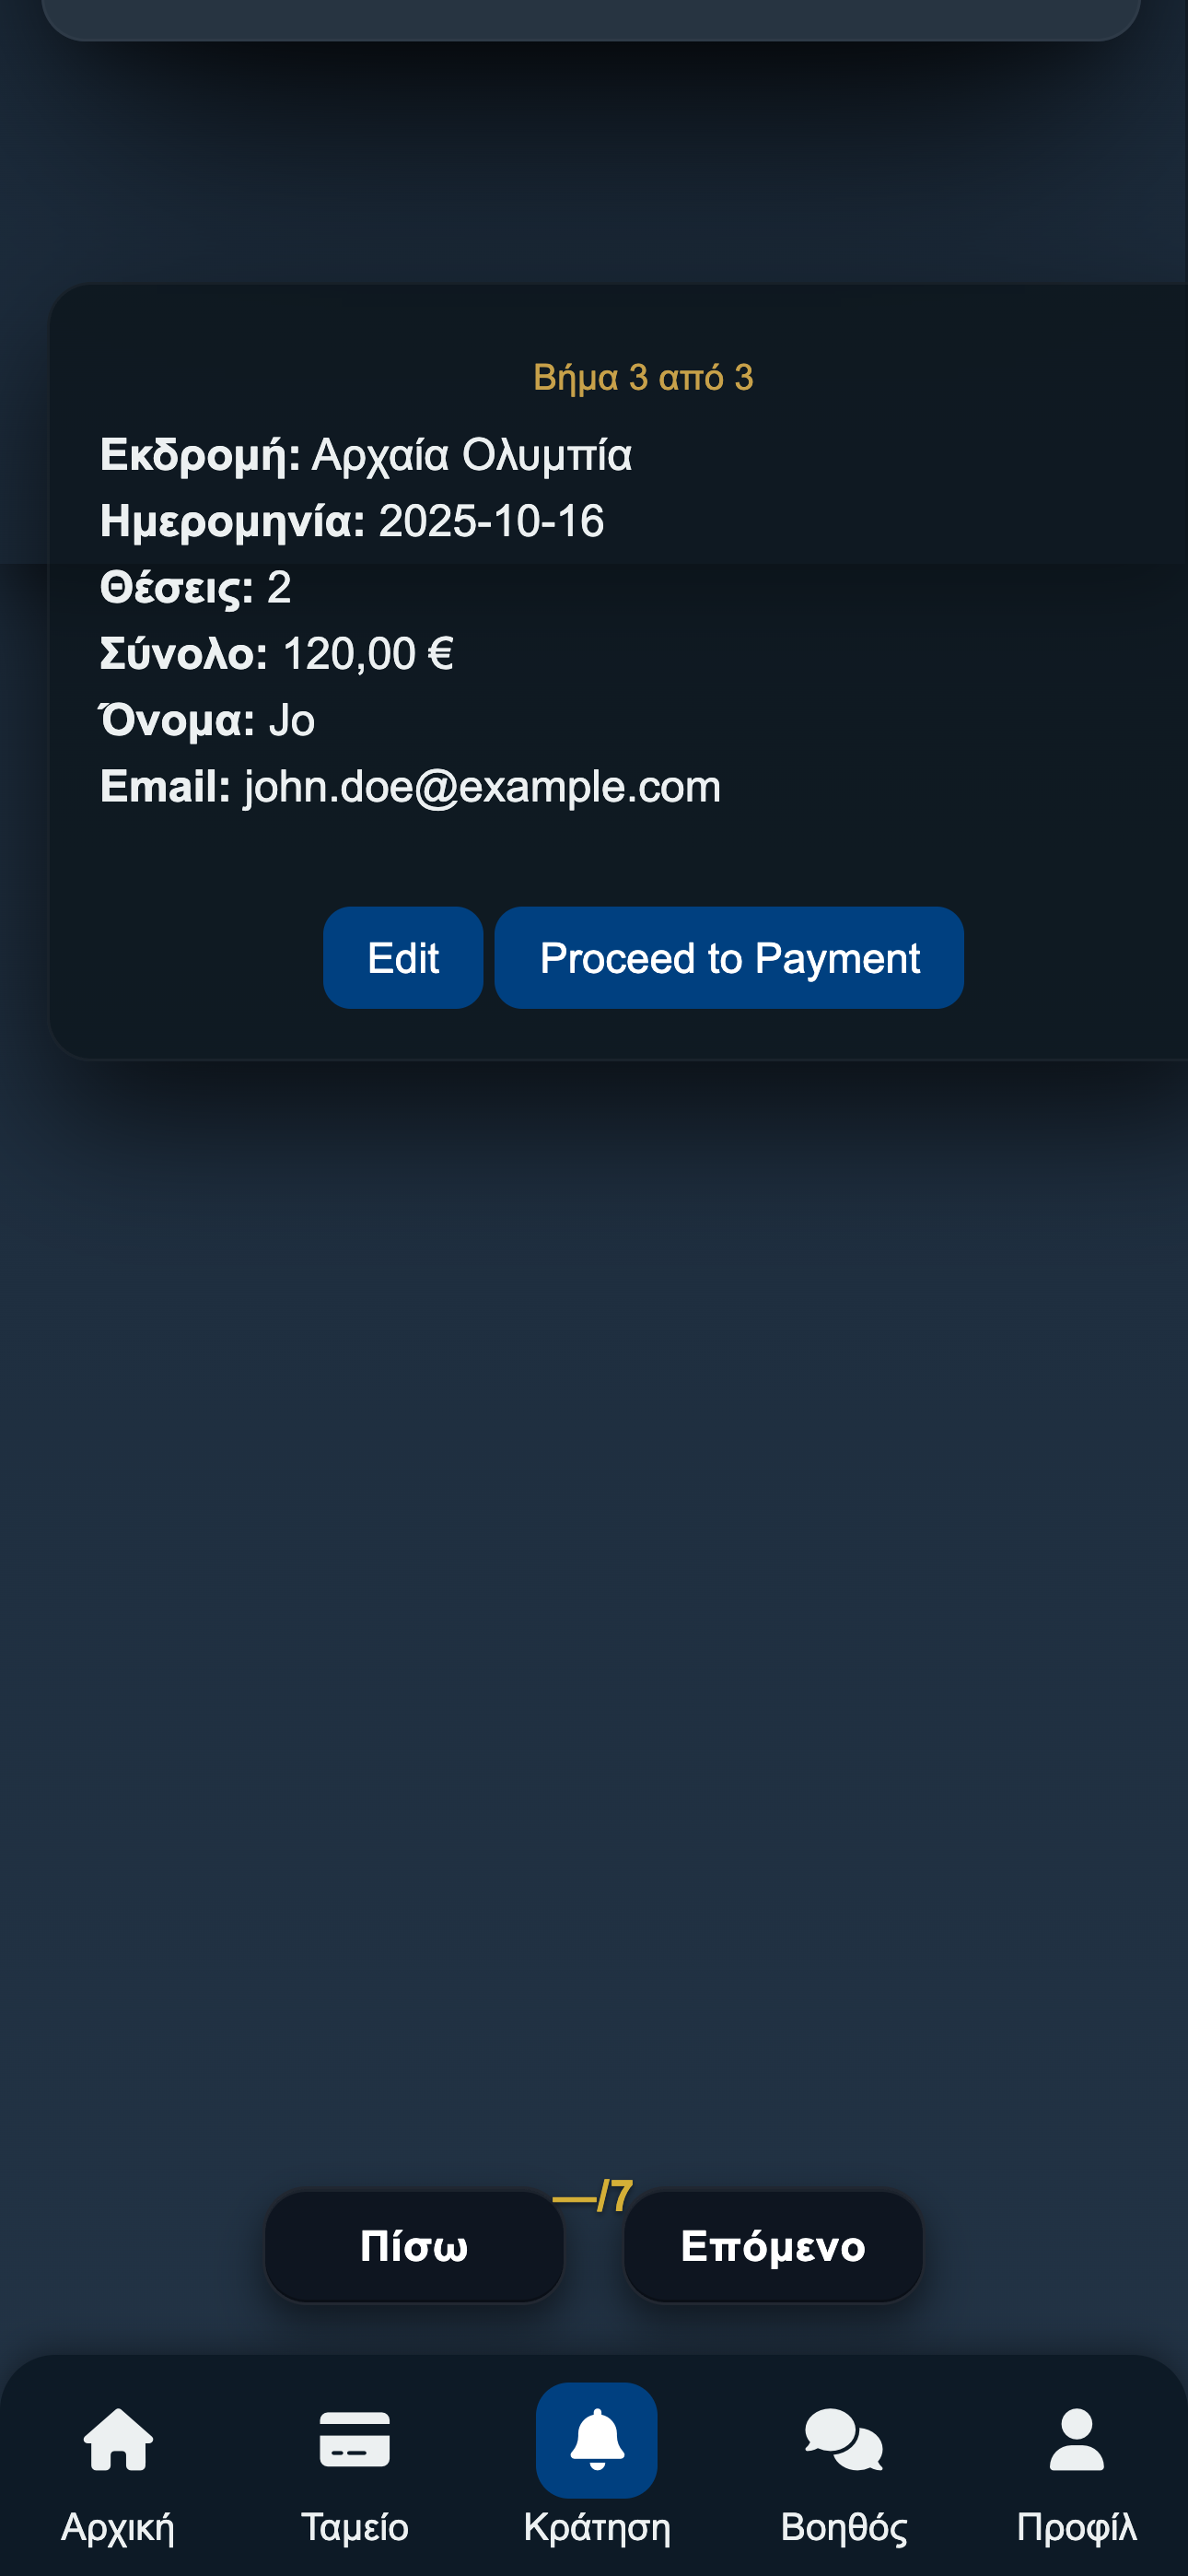 Βήμα 3 από 3
Εκδρομή: Αρχαία Ολυμπία
Ημερομηνία: 2025-10-16
Θέσεις: 2
Σύνολο: 120,00 €
Όνομα: Jo
Email: john.doe@example.com
Edit Proceed to Payment
—/7
Πίσω Επόμενο
Αρχική Ταμείο Κράτηση Βοηθός Προφίλ